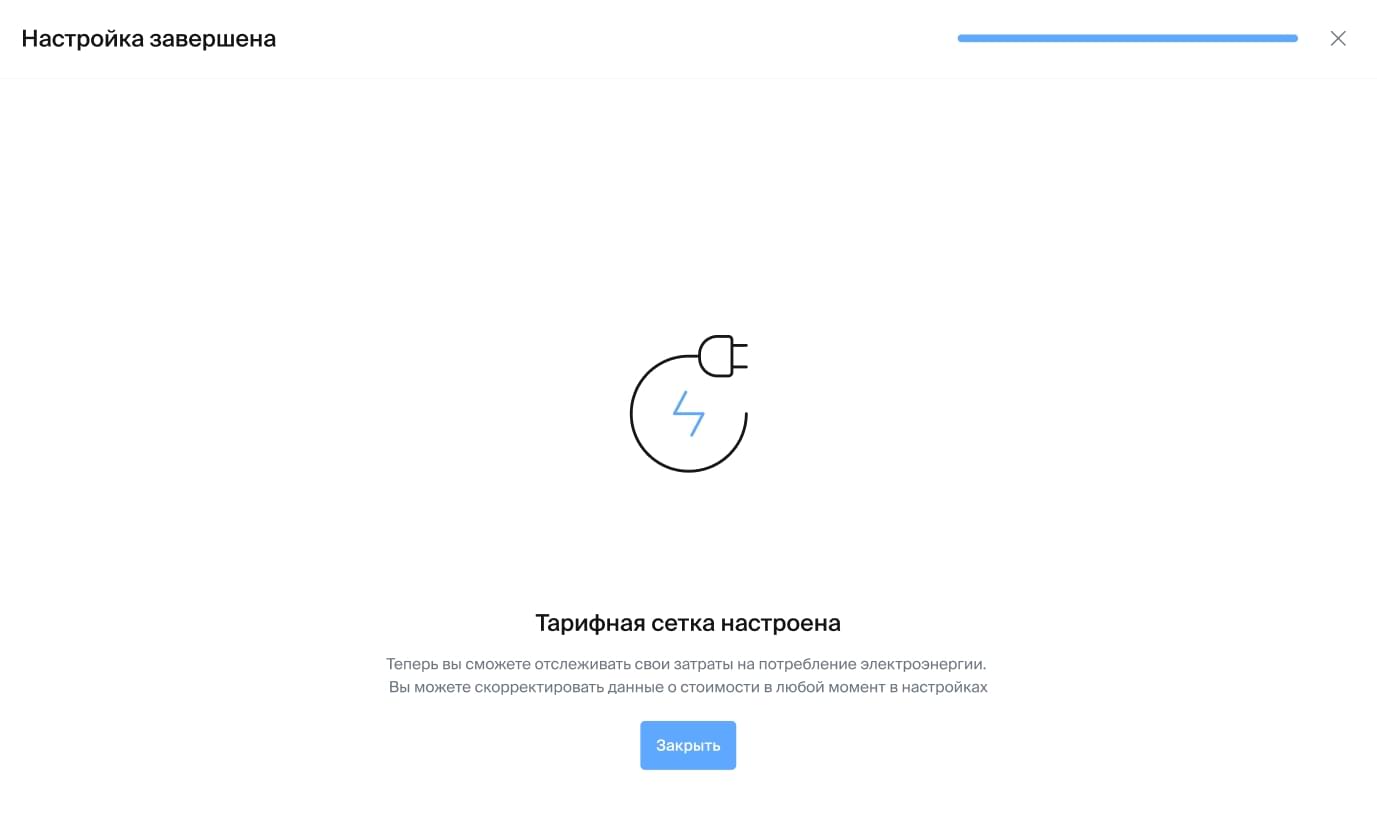 Настройка завершена
Тарифная сетка настроена
Теперь вы сможете отслеживать свои затраты на потребление электроэнергии.
Вы можете скорректировать данные о стоимости в любой момент в настройках
Закрыть